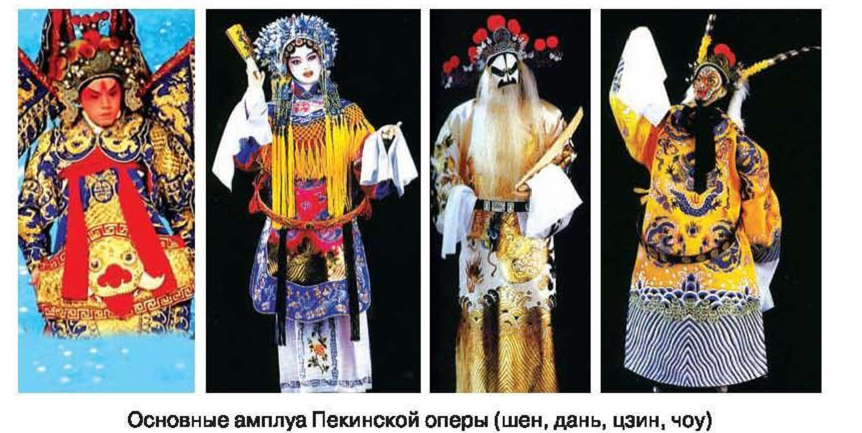 Основные амплуа Пекинской оперы (шен, дань, цзин, чоу)